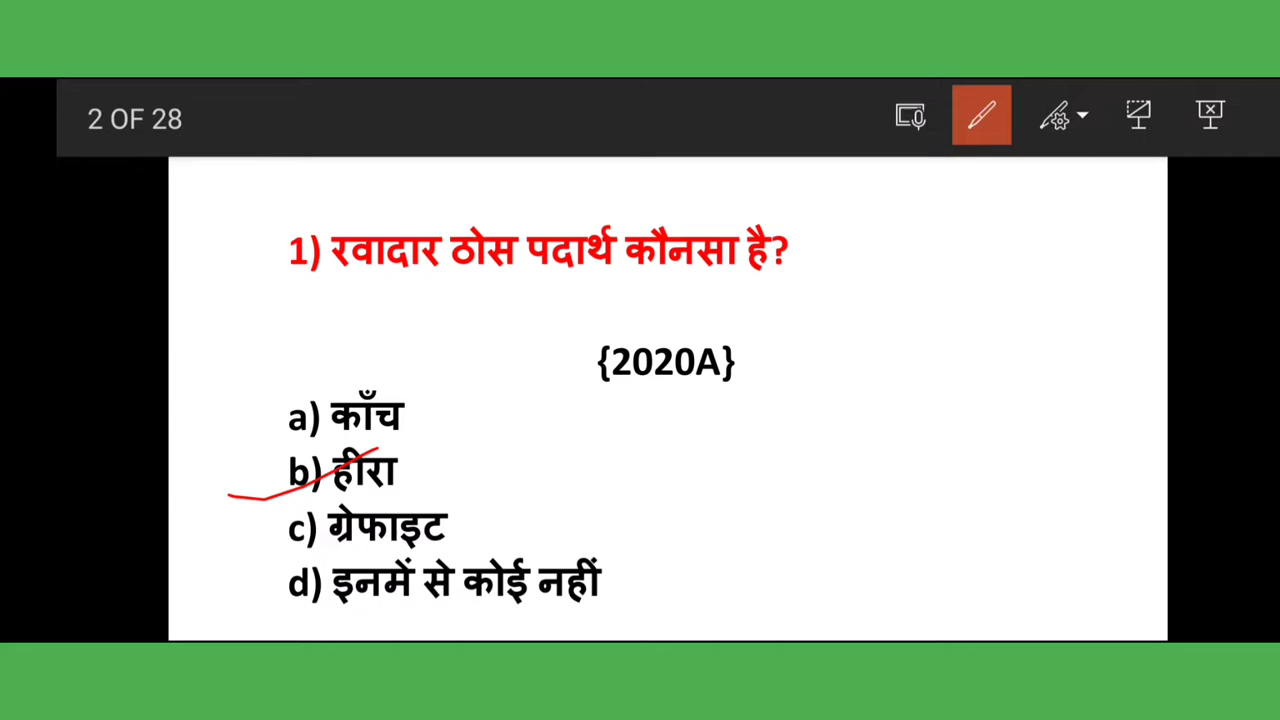 2 OF 28
1) रवादार ठोस पदार्थ कौनसा है?
{2020A}
a) काँच
b) हीरा
c) ग्रेफाइट
d) इनमें से कोई नहीं